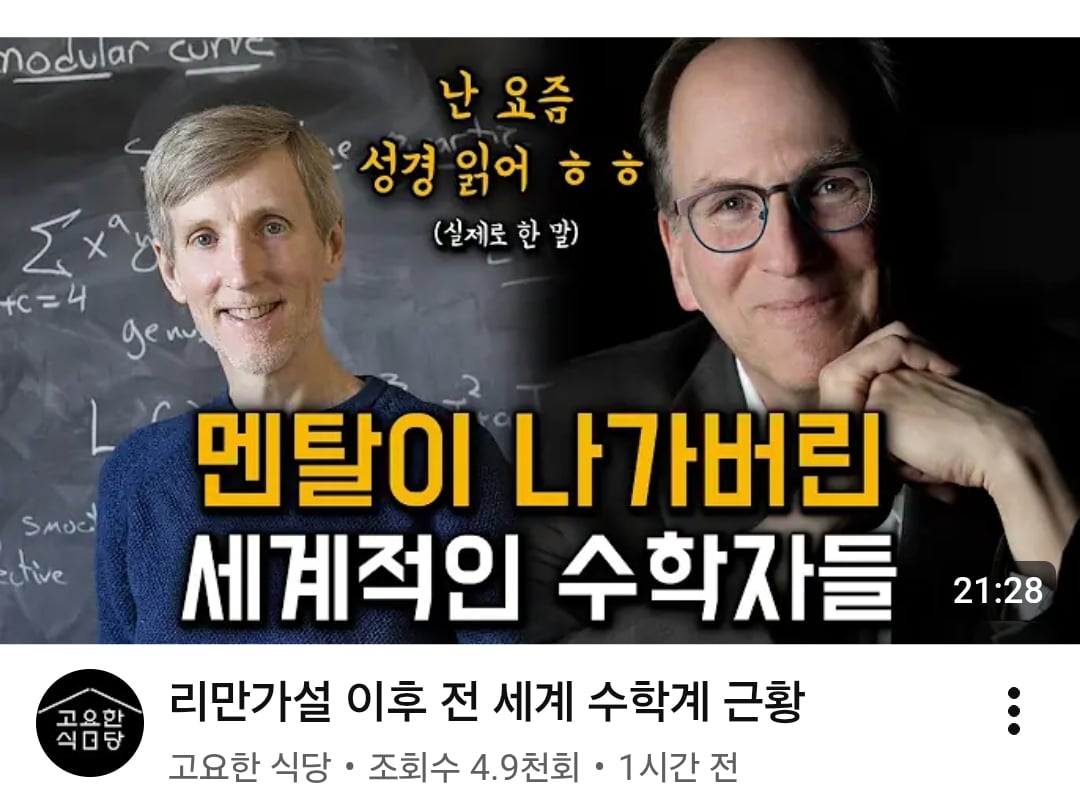 modular curve
난 요즘
성경 읽어 ㅎㅎ
(실제로 한 말)
+c=4
멘탈이 나가버린
세계적인 수학자들
21:28
고요한
식당
리만가설 이후 전 세계 수학계 근황
고요한 식당 • 조회수 4.9천회 • 1시간 전